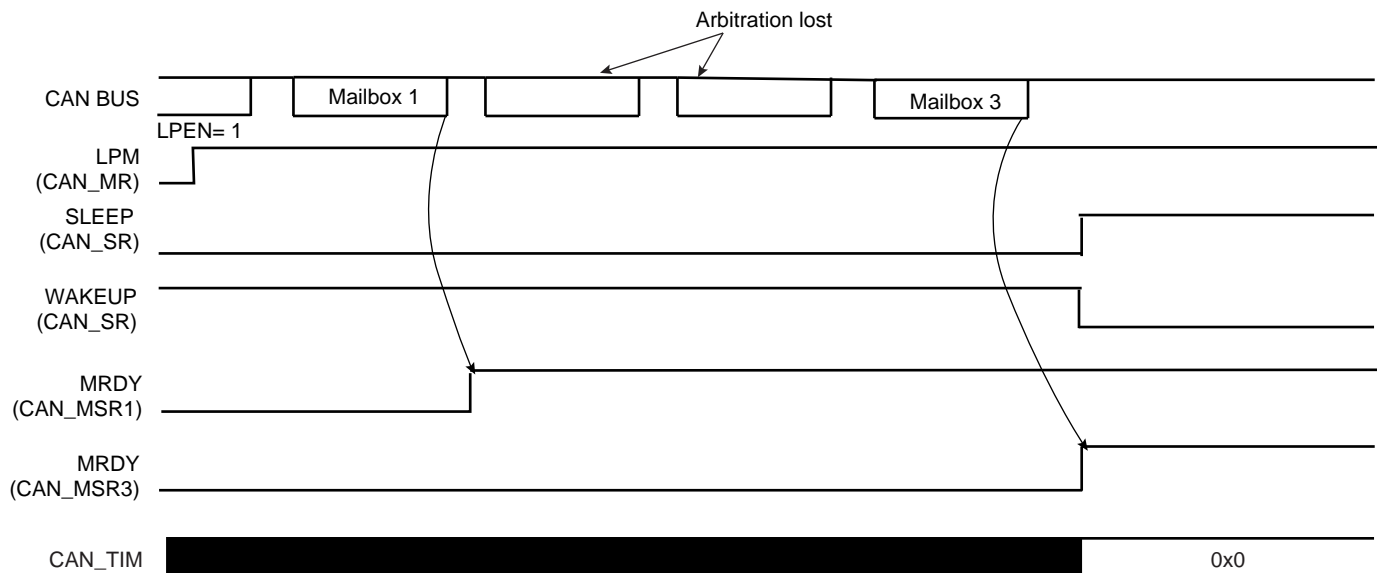 Arbitration lost
CAN BUS
Mailbox 1
Mailbox 3
LPEN= 1
LPM
(CAN_MR)
SLEEP
(CAN_SR)
WAKEUP
(CAN_SR)
MRDY
(CAN_MSR1)
MRDY
(CAN_MSR3)
CAN_TIM
0x0